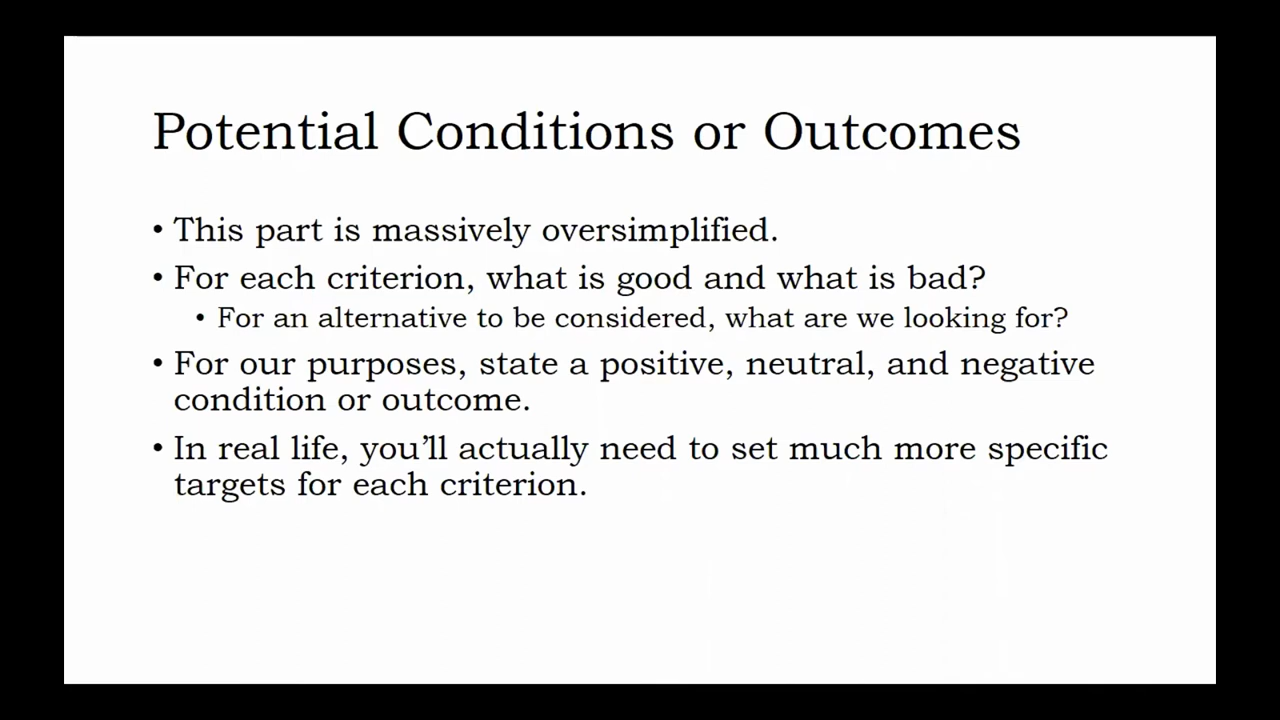 Potential Conditions or Outcomes
• This part is massively oversimplified.
• For each criterion, what is good and what is bad?
• For an alternative to be considered, what are we looking for?
• For our purposes, state a positive, neutral, and negative
condition or outcome.
• In real life, you’ll actually need to set much more specific
targets for each criterion.